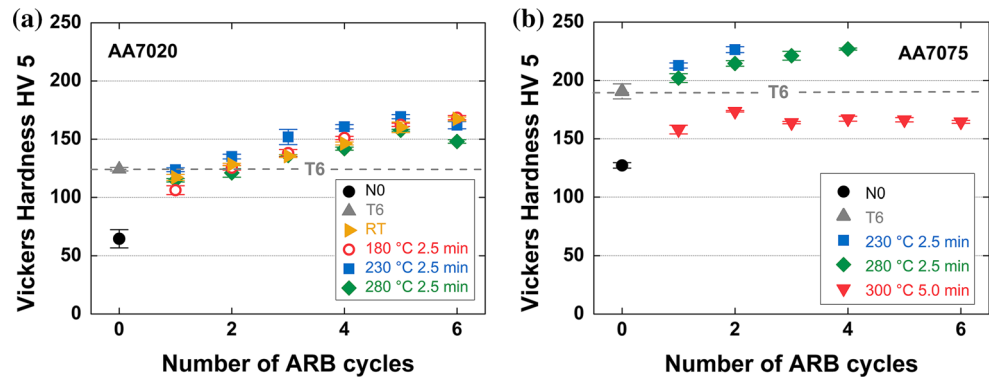 (a)
250
200
150
100
50
0
Vickers Hardness HV 5
AA7020
T6
N0
T6
RT
180 °C 2.5 min
230 °C 2.5 min
280 °C 2.5 min
0 2 4 6
Number of ARB cycles
(b)
250
200
150
100
50
0
Vickers Hardness HV 5
AA7075
T6
N0
T6
230 °C 2.5 min
280 °C 2.5 min
300 °C 5.0 min
0 2 4 6
Number of ARB cycles